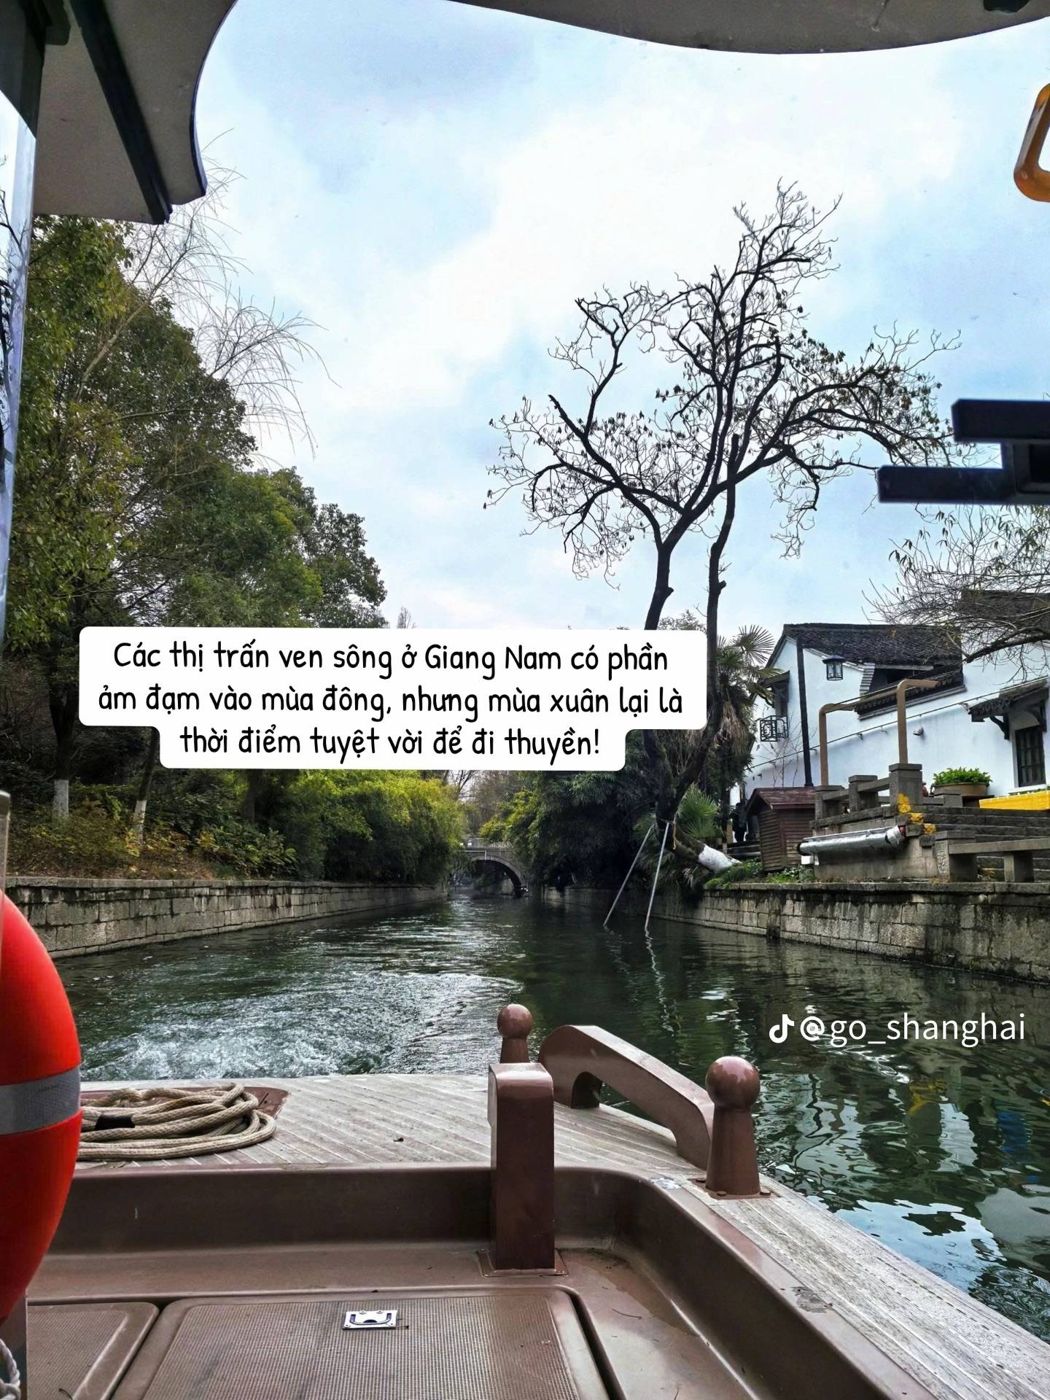 Các thị trấn ven sông ở Giang Nam có phần
ảm đạm vào mùa đông, nhưng mùa xuân lại là
thời điểm tuyệt vời để đi thuyền!
@go_shanghai